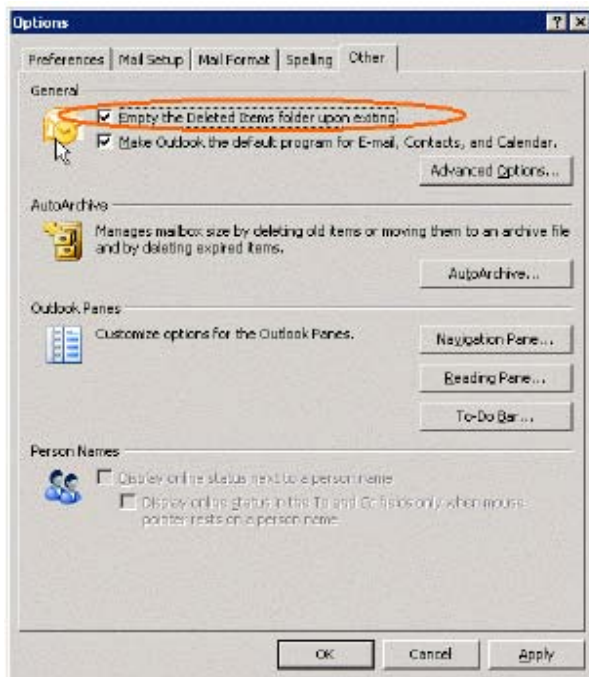 Options
Preferences Mail Setup Mail Format Spelling Other
General
Empty the Deleted Items folder upon exiting
Make Outlook the default program for E-mail, Contacts, and Calendar.
Advanced Options...
AutoArchive
Manages mailbox size by deleting old items or moving them to an archive file
and by deleting expired items.
AutoArchive...
Outlook Panes
Customize options for the Outlook Panes.
Navigation Pane...
Reading Pane...
To-Do Bar...
Person Names
Display online status next to a person name
Display online status in the To and Cc fields only when mouse
pointer rests on a person name
OK Cancel Apply